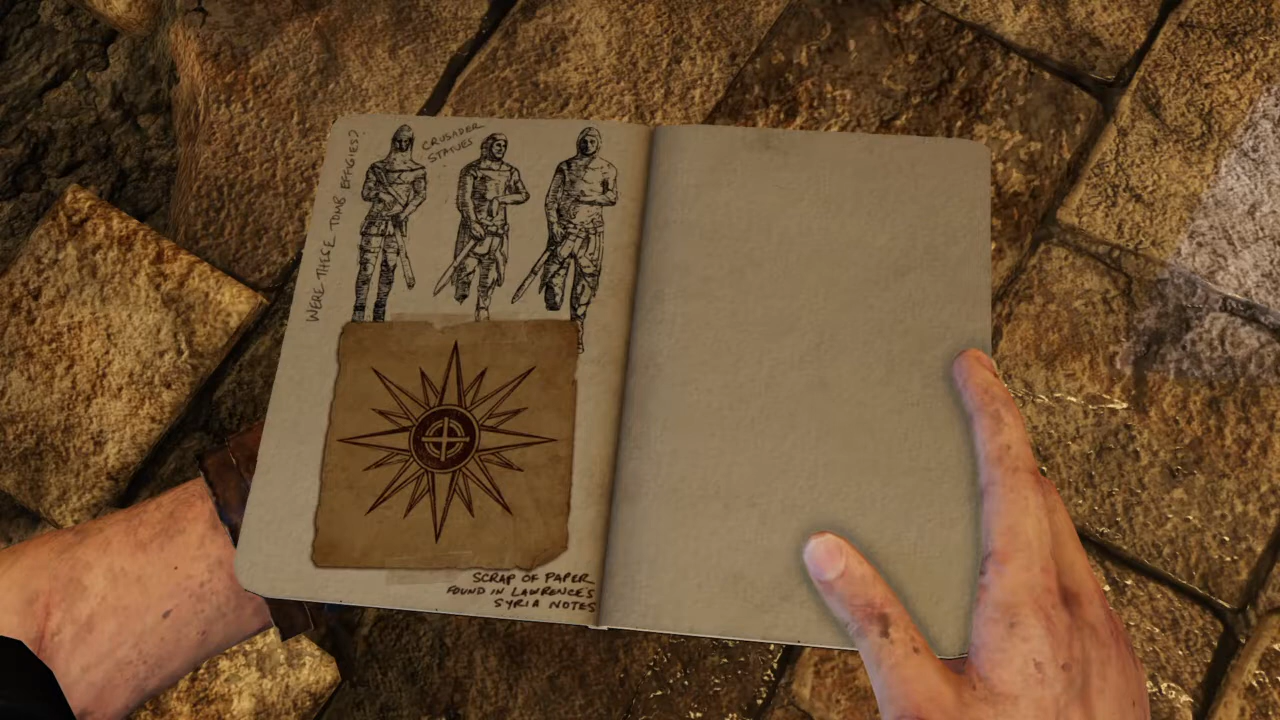 WERE THESE TOMB EFFIGIES?
CRUSADER
STATUES
SCRAP OF PAPER
FOUND IN LAWRENCE'S
SYRIA NOTES